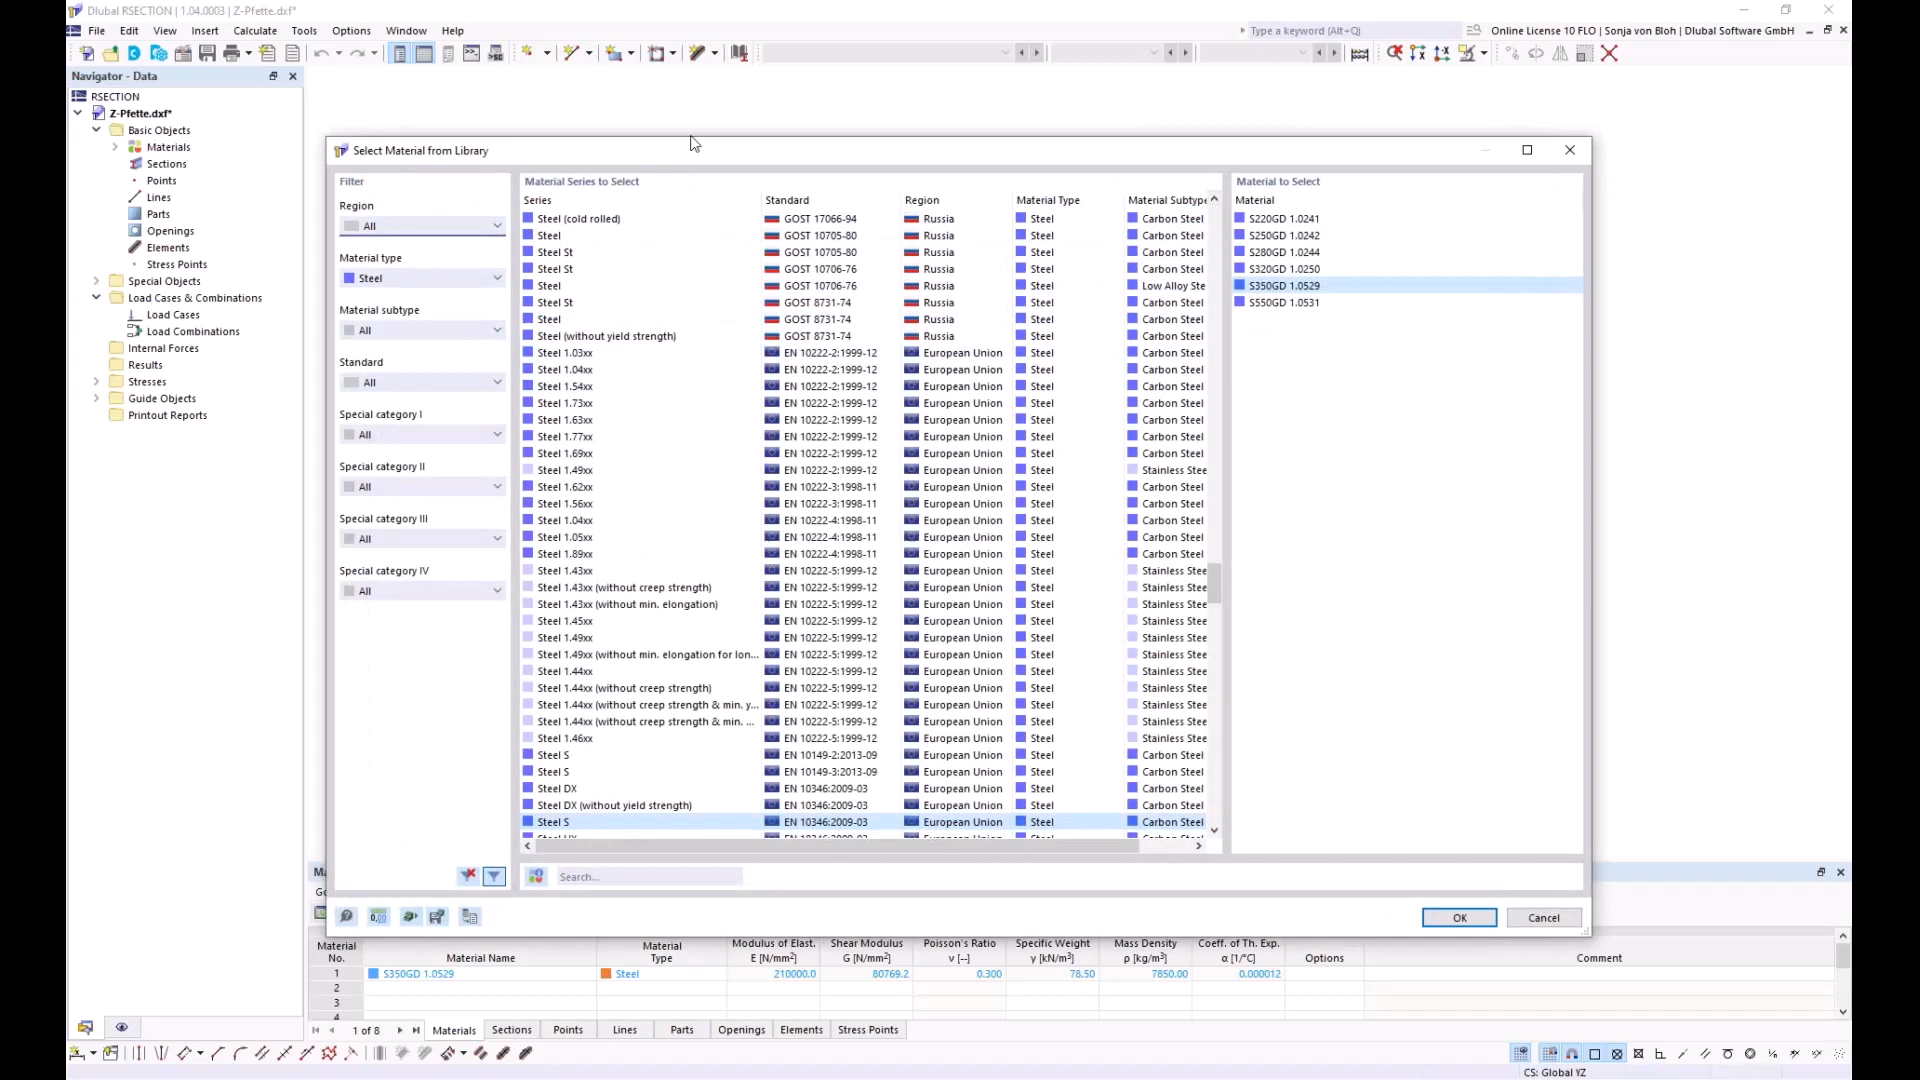 Dlubal RSECTION | 1.04.0003 | Z-Pfette.dxf*
File Edit View Insert Calculate Tools Options Window Help
Type a keyword (Alt+Q)
Online License 10 FLO | Sonja von Bloh | Dlubal Software GmbH
Navigator - Data
RSECTION
Z-Pfette.dxf*
Basic Objects
Materials
Sections
Points
Lines
Parts
Openings
Elements
Stress Points
Special Objects
Load Cases & Combinations
Load Cases
Load Combinations
Internal Forces
Results
Stresses
Guide Objects
Printout Reports
Select Material from Library
Filter
Region
All
Material type
Steel
Material subtype
All
Standard
All
Special category I
All
Special category II
All
Special category III
All
Special category IV
All
Material Series to Select
Series Standard Region Material Type Material Subtype
Steel (cold rolled) GOST 17066-94 Russia Steel Carbon Steel
Steel GOST 10705-80 Russia Steel Carbon Steel
Steel St GOST 10705-80 Russia Steel Carbon Steel
Steel St GOST 10706-76 Russia Steel Carbon Steel
Steel GOST 10706-76 Russia Steel Low Alloy Ste
Steel St GOST 8731-74 Russia Steel Carbon Steel
Steel GOST 8731-74 Russia Steel Carbon Steel
Steel (without yield strength) GOST 8731-74 Russia Steel Carbon Steel
Steel 1.03xx EN 10222-2:1999-12 European Union Steel Carbon Steel
Steel 1.04xx EN 10222-2:1999-12 European Union Steel Carbon Steel
Steel 1.54xx EN 10222-2:1999-12 European Union Steel Carbon Steel
Steel 1.73xx EN 10222-2:1999-12 European Union Steel Carbon Steel
Steel 1.63xx EN 10222-2:1999-12 European Union Steel Carbon Steel
Steel 1.77xx EN 10222-2:1999-12 European Union Steel Carbon Steel
Steel 1.69xx EN 10222-2:1999-12 European Union Steel Carbon Steel
Steel 1.49xx EN 10222-2:1999-12 European Union Steel Stainless Stee
Steel 1.62xx EN 10222-3:1998-11 European Union Steel Carbon Steel
Steel 1.56xx EN 10222-3:1998-11 European Union Steel Carbon Steel
Steel 1.04xx EN 10222-4:1998-11 European Union Steel Carbon Steel
Steel 1.05xx EN 10222-4:1998-11 European Union Steel Carbon Steel
Steel 1.89xx EN 10222-4:1998-11 European Union Steel Carbon Steel
Steel 1.43xx EN 10222-5:1999-12 European Union Steel Stainless Stee
Steel 1.43xx (without creep strength) EN 10222-5:1999-12 European Union Steel Stainless Stee
Steel 1.43xx (without min. elongation) EN 10222-5:1999-12 European Union Steel Stainless Stee
Steel 1.45xx EN 10222-5:1999-12 European Union Steel Stainless Stee
Steel 1.49xx EN 10222-5:1999-12 European Union Steel Stainless Stee
Steel 1.49xx (without min. elongation for lon... EN 10222-5:1999-12 European Union Steel Stainless Stee
Steel 1.44xx EN 10222-5:1999-12 European Union Steel Stainless Stee
Steel 1.44xx (without creep strength) EN 10222-5:1999-12 European Union Steel Stainless Stee
Steel 1.44xx (without creep strength & min. y... EN 10222-5:1999-12 European Union Steel Stainless Stee
Steel 1.44xx (without creep strength & min. ... EN 10222-5:1999-12 European Union Steel Stainless Stee
Steel 1.46xx EN 10222-5:1999-12 European Union Steel Stainless Stee
Steel S EN 10149-2:2013-09 European Union Steel Carbon Steel
Steel S EN 10149-3:2013-09 European Union Steel Carbon Steel
Steel DX EN 10346:2009-03 European Union Steel Carbon Steel
Steel DX (without yield strength) EN 10346:2009-03 European Union Steel Carbon Steel
Steel S EN 10346:2009-03 European Union Steel Carbon Steel
Search...
Material to Select
Material
S220GD 1.0241
S250GD 1.0242
S280GD 1.0244
S320GD 1.0250
S350GD 1.0529
S550GD 1.0531
OK Cancel
Ma
Go
Material No. Material Name Material Type Modulus of Elast. E [N/mm²] Shear Modulus G [N/mm²] Poisson's Ratio ν [--] Specific Weight γ [kN/m³] Mass Density ρ [kg/m³] Coeff. of Th. Exp. α [1/°C] Options Comment
1 S350GD 1.0529 Steel 210000.0 80769.2 0.300 78.50 7850.00 0.000012
2
3
4
1 of 8 Materials Sections Points Lines Parts Openings Elements Stress Points
CS: Global YZ